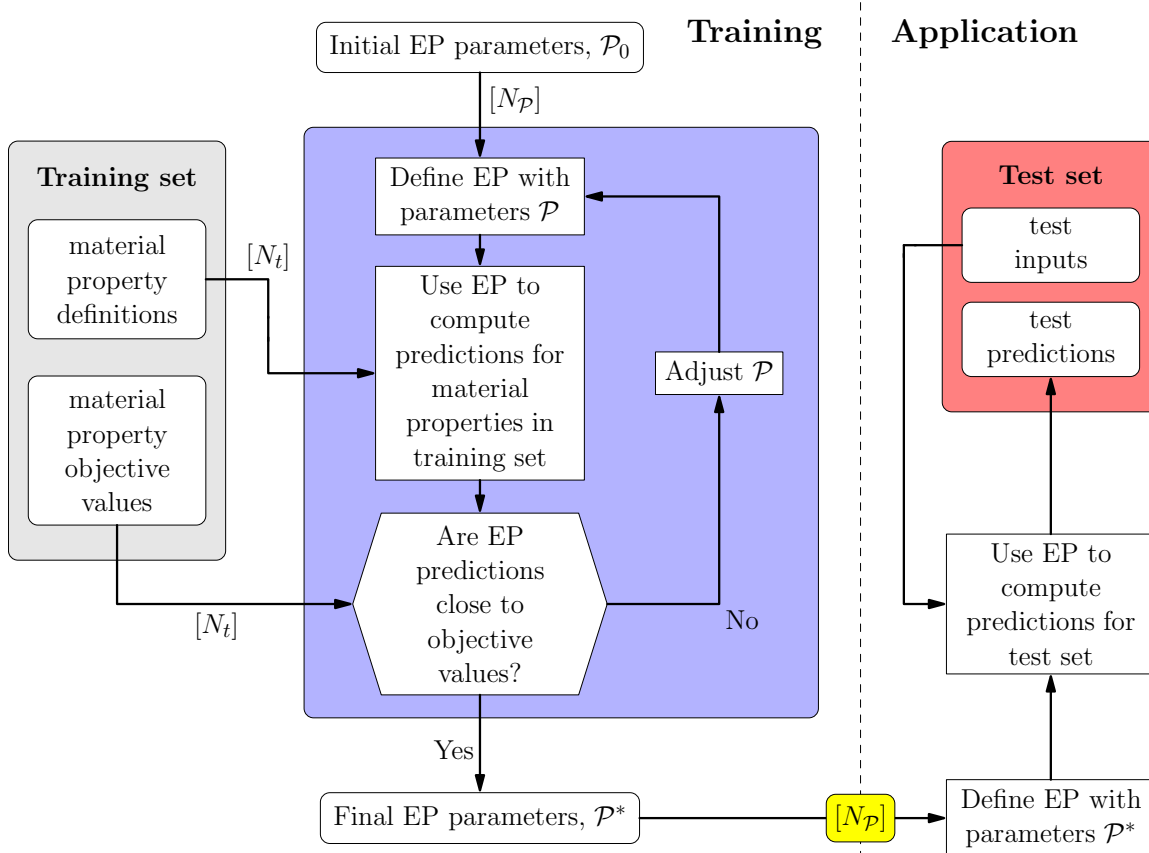 Training
Application
Initial EP parameters, 𝒫₀
[N_𝒫]
Training set
material
property
definitions
material
property
objective
values
[Nₜ]
[Nₜ]
Define EP with
parameters 𝒫
Use EP to
compute
predictions for
material
properties in
training set
Are EP
predictions
close to
objective
values?
Adjust 𝒫
No
Yes
Final EP parameters, 𝒫*
[N_𝒫]
Test set
test
inputs
test
predictions
Use EP to
compute
predictions for
test set
Define EP with
parameters 𝒫*